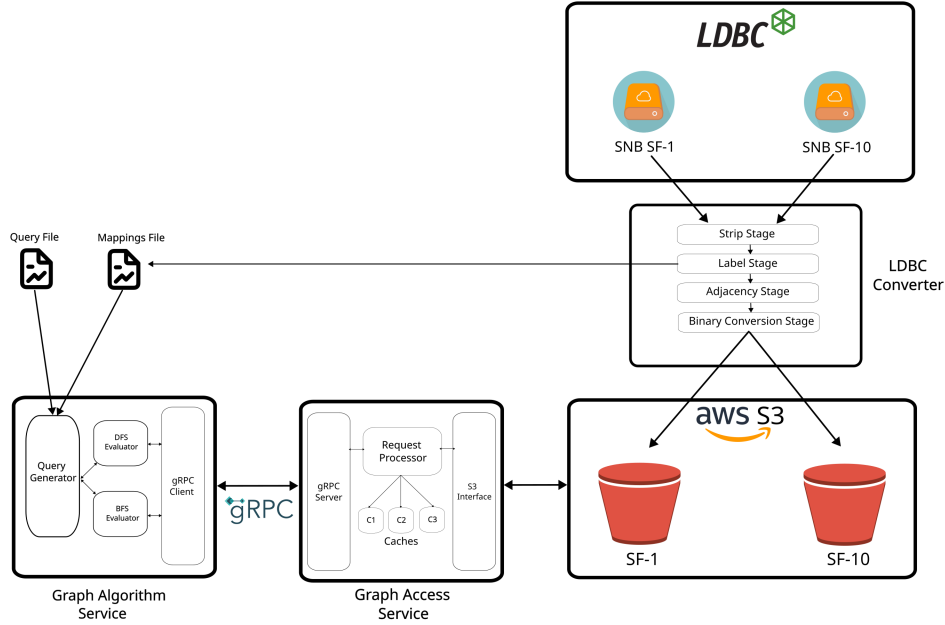 LDBC
SNB SF-1
SNB SF-10
Query File
Mappings File
Strip Stage
Label Stage
Adjacency Stage
Binary Conversion Stage
LDBC
Converter
Query
Generator
DFS
Evaluator
BFS
Evaluator
gRPC
Client
gRPC
gRPC
Server
Request
Processor
C1
C2
C3
Caches
S3
Interface
aws S3
SF-1
SF-10
Graph Algorithm
Service
Graph Access
Service